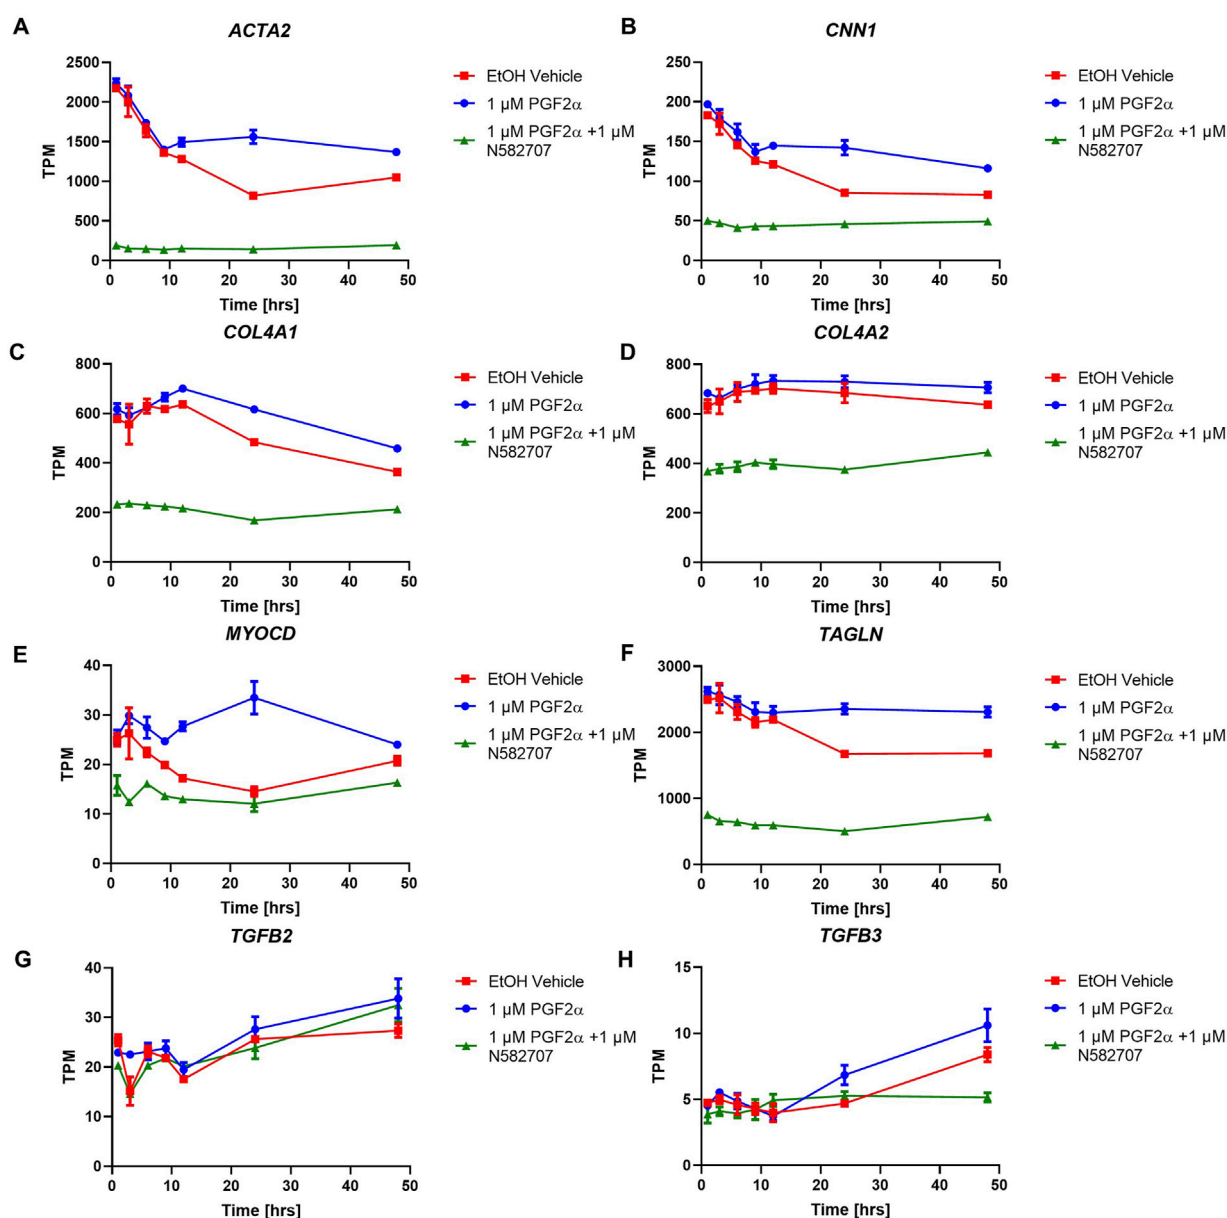 A
ACTA2
2500
2000
1500
1000
500
0
TPM
0 10 20 30 40 50
Time [hrs]
EtOH Vehicle
1 µM PGF2α
1 µM PGF2α +1 µM
N582707
B
CNN1
250
200
150
100
50
0
TPM
0 10 20 30 40 50
Time [hrs]
EtOH Vehicle
1 µM PGF2α
1 µM PGF2α +1 µM
N582707
C
COL4A1
800
600
400
200
0
TPM
0 10 20 30 40 50
Time [hrs]
EtOH Vehicle
1 µM PGF2α
1 µM PGF2α +1 µM
N582707
D
COL4A2
800
600
400
200
0
TPM
0 10 20 30 40 50
Time [hrs]
EtOH Vehicle
1 µM PGF2α
1 µM PGF2α +1 µM
N582707
E
MYOCD
40
30
20
10
0
TPM
0 10 20 30 40 50
Time [hrs]
EtOH Vehicle
1 µM PGF2α
1 µM PGF2α +1 µM
N582707
F
TAGLN
3000
2000
1000
0
TPM
0 10 20 30 40 50
Time [hrs]
EtOH Vehicle
1 µM PGF2α
1 µM PGF2α +1 µM
N582707
G
TGFB2
40
30
20
10
0
TPM
0 10 20 30 40 50
Time [hrs]
EtOH Vehicle
1 µM PGF2α
1 µM PGF2α +1 µM
N582707
H
TGFB3
15
10
5
0
TPM
0 10 20 30 40 50
Time [hrs]
EtOH Vehicle
1 µM PGF2α
1 µM PGF2α +1 µM
N582707